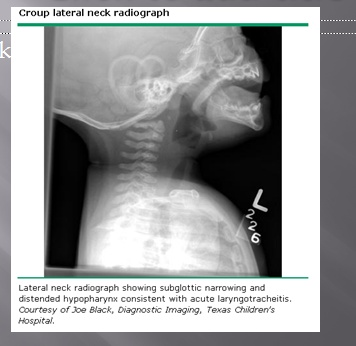 Croup lateral neck radiograph
k
L
226
Lateral neck radiograph showing subglottic narrowing and
distended hypopharynx consistent with acute laryngotracheitis.
Courtesy of Joe Black, Diagnostic Imaging, Texas Children's
Hospital.